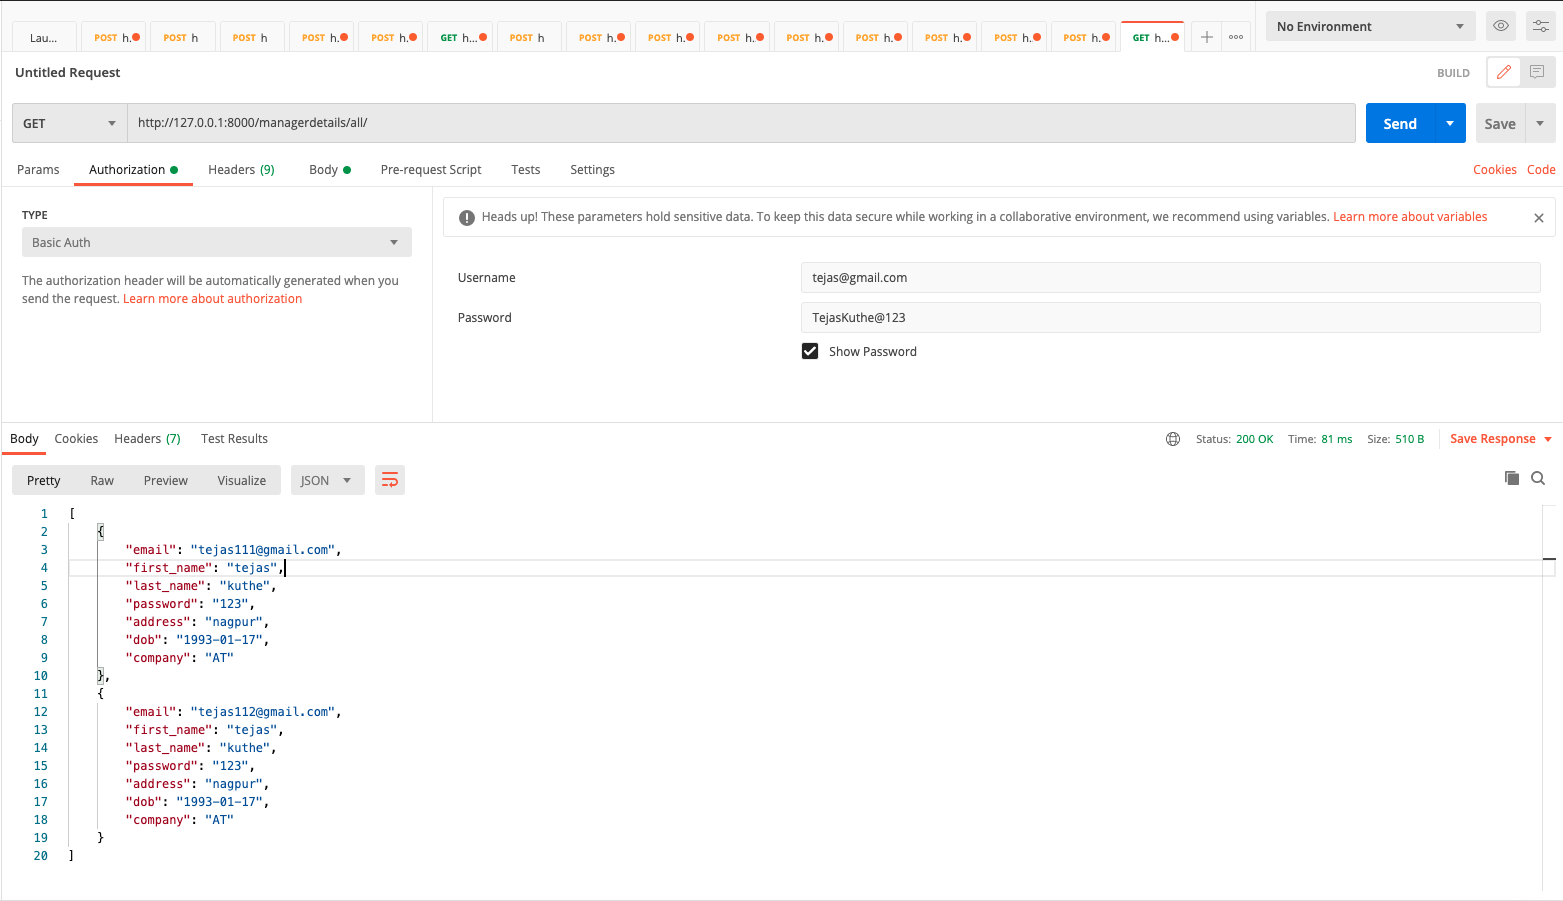 Lau... POST h. POST h POST h POST h. POST h. GET h... POST h POST h. POST h. POST h. POST h. POST h. POST h. POST h. POST h. GET h... No Environment
Untitled Request BUILD
GET http://127.0.0.1:8000/managerdetails/all/ Send Save
Params Authorization Headers (9) Body Pre-request Script Tests Settings Cookies Code
TYPE
Basic Auth
The authorization header will be automatically generated when you
send the request. Learn more about authorization
Heads up! These parameters hold sensitive data. To keep this data secure while working in a collaborative environment, we recommend using variables. Learn more about variables
Username tejas@gmail.com
Password TejasKuthe@123
Show Password
Body Cookies Headers (7) Test Results Status: 200 OK Time: 81 ms Size: 510 B Save Response
Pretty Raw Preview Visualize JSON
1 [
2 {
3 "email": "tejas111@gmail.com",
4 "first_name": "tejas",
5 "last_name": "kuthe",
6 "password": "123",
7 "address": "nagpur",
8 "dob": "1993-01-17",
9 "company": "AT"
10 },
11 {
12 "email": "tejas112@gmail.com",
13 "first_name": "tejas",
14 "last_name": "kuthe",
15 "password": "123",
16 "address": "nagpur",
17 "dob": "1993-01-17",
18 "company": "AT"
19 }
20 ]